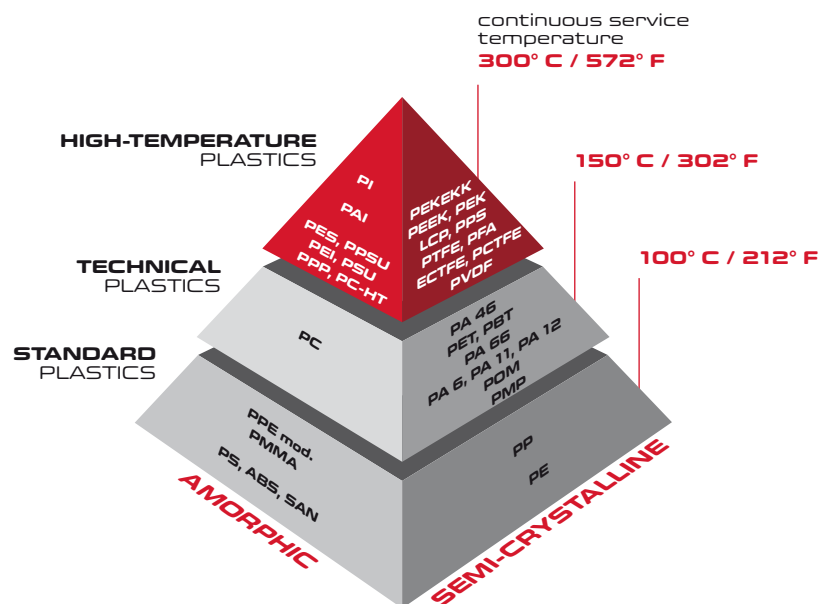 continuous service
temperature
300° C / 572° F
HIGH-TEMPERATURE
PLASTICS
150° C / 302° F
PI
PAI
PES, PPSU
PEI, PSU
PPP, PC-HT
PEKEKK
PEEK, PEK
LCP, PPS
PTFE, PFA
ECTFE, PCTFE
PVDF
100° C / 212° F
TECHNICAL
PLASTICS
PC
PA 46
PET, PBT
PA 66
PA 6, PA 11, PA 12
POM
PMP
STANDARD
PLASTICS
PPE mod.
PMMA
PS, ABS, SAN
PP
PE
AMORPHIC
SEMI-CRYSTALLINE